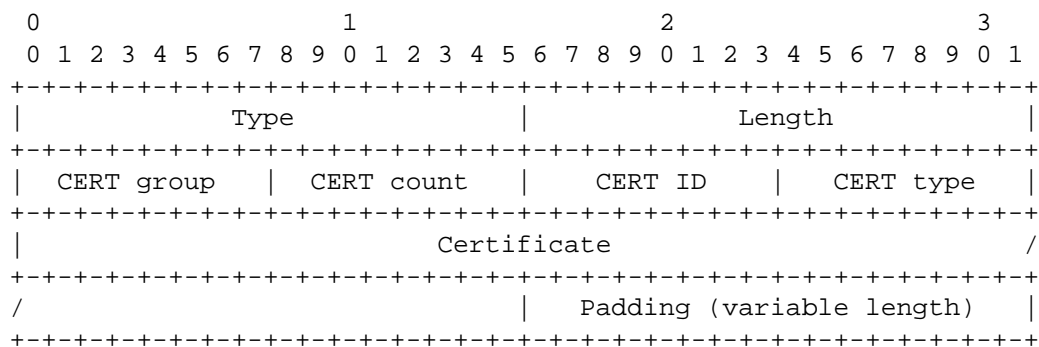 0                   1                   2                   3
 0 1 2 3 4 5 6 7 8 9 0 1 2 3 4 5 6 7 8 9 0 1 2 3 4 5 6 7 8 9 0 1
+-+-+-+-+-+-+-+-+-+-+-+-+-+-+-+-+-+-+-+-+-+-+-+-+-+-+-+-+-+-+-+-+
|             Type              |             Length            |
+-+-+-+-+-+-+-+-+-+-+-+-+-+-+-+-+-+-+-+-+-+-+-+-+-+-+-+-+-+-+-+-+
|  CERT group   |  CERT count   |    CERT ID    |   CERT type   |
+-+-+-+-+-+-+-+-+-+-+-+-+-+-+-+-+-+-+-+-+-+-+-+-+-+-+-+-+-+-+-+-+
|                          Certificate                          /
+-+-+-+-+-+-+-+-+-+-+-+-+-+-+-+-+-+-+-+-+-+-+-+-+-+-+-+-+-+-+-+-+
/                               |   Padding (variable length)   |
+-+-+-+-+-+-+-+-+-+-+-+-+-+-+-+-+-+-+-+-+-+-+-+-+-+-+-+-+-+-+-+-+